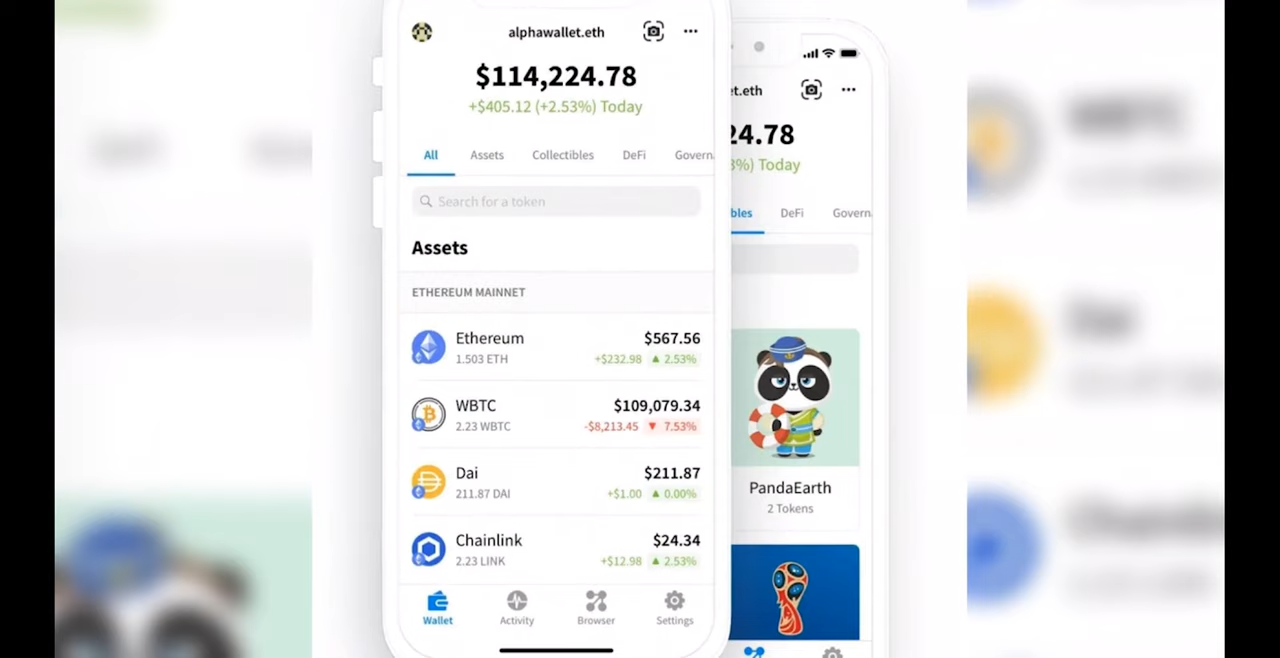 alphawallet.eth
$114,224.78
+$405.12 (+2.53%) Today
All Assets Collectibles DeFi Govern
Search for a token
Assets
ETHEREUM MAINNET
Ethereum $567.56
1.503 ETH +$232.98 ▲ 2.53%
WBTC $109,079.34
2.23 WBTC -$8,213.45 ▼ 7.53%
Dai $211.87
211.87 DAI +$1.00 ▲ 0.00%
Chainlink $24.34
2.23 LINK +$12.98 ▲ 2.53%
Wallet Activity Browser Settings
et.eth
24.78
3%) Today
bles DeFi Govern
PandaEarth
2 Tokens
WBTC
Dai